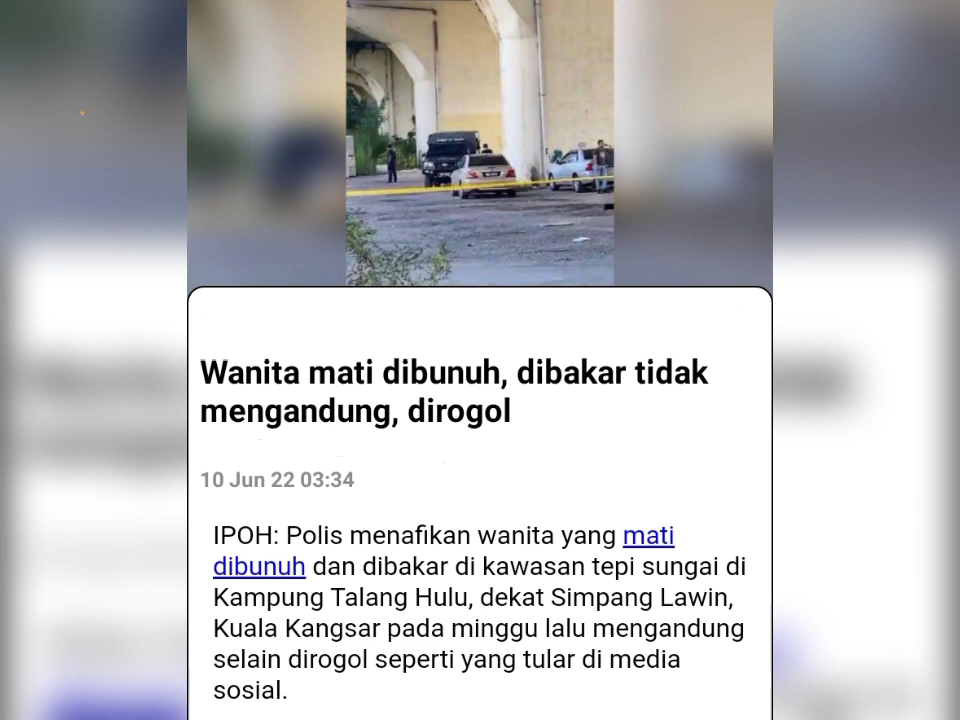 Wanita mati dibunuh, dibakar tidak
mengandung, dirogol
10 Jun 22 03:34
IPOH: Polis menafikan wanita yang mati
dibunuh dan dibakar di kawasan tepi sungai di
Kampung Talang Hulu, dekat Simpang Lawin,
Kuala Kangsar pada minggu lalu mengandung
selain dirogol seperti yang tular di media
sosial.